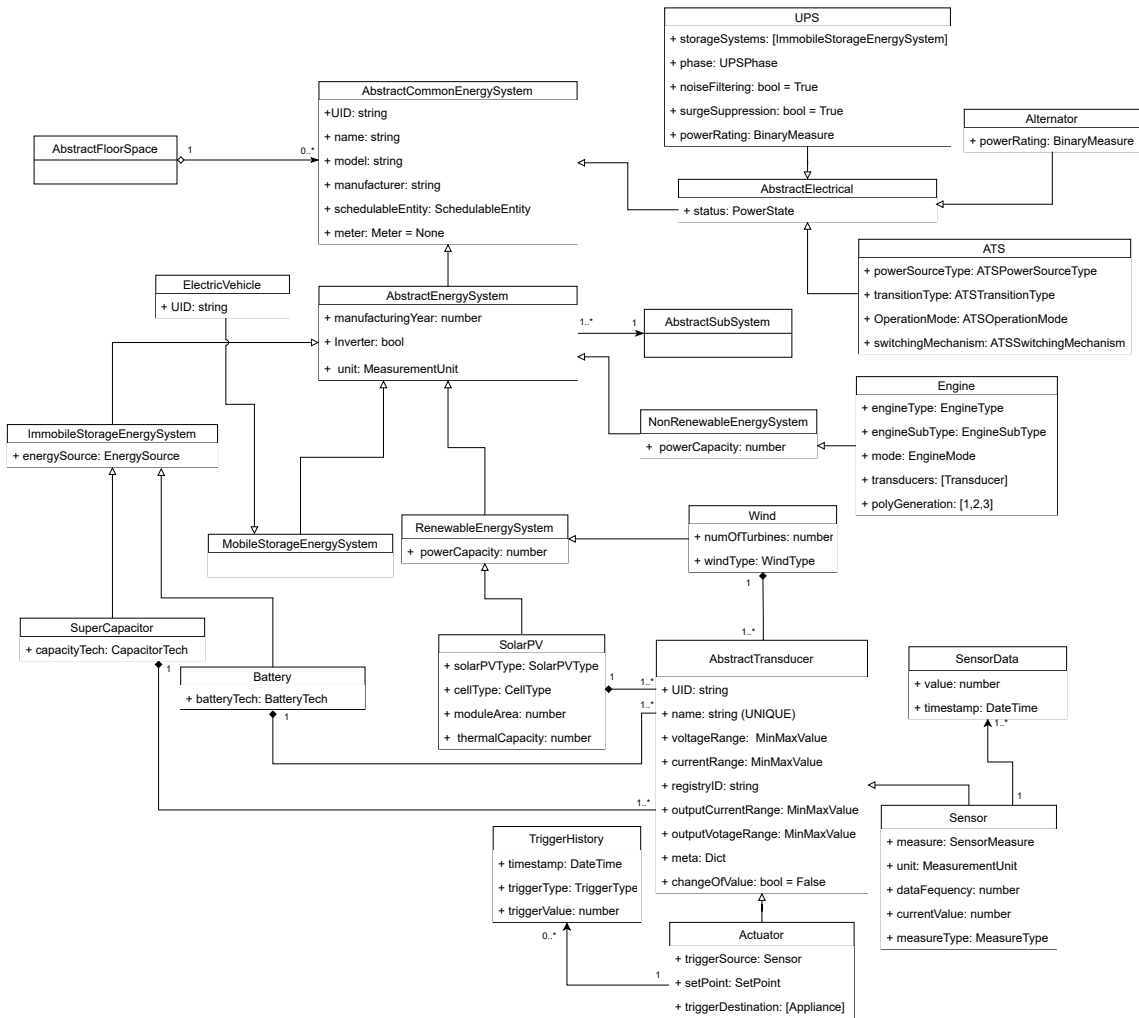 UPS
+ storageSystems: [ImmobileStorageEnergySystem]
+ phase: UPSPhase
+ noiseFiltering: bool = True
+ surgeSuppression: bool = True
+ powerRating: BinaryMeasure
Alternator
+ powerRating: BinaryMeasure
AbstractCommonEnergySystem
+UID: string
+ name: string
+ model: string
+ manufacturer: string
+ schedulableEntity: SchedulableEntity
+ meter: Meter = None
AbstractFloorSpace
1
0..*
AbstractElectrical
+ status: PowerState
ATS
+ powerSourceType: ATSPowerSourceType
+ transitionType: ATSTransitionType
+ OperationMode: ATSOperationMode
+ switchingMechanism: ATSSwitchingMechanism
ElectricVehicle
+ UID: string
AbstractEnergySystem
+ manufacturingYear: number
+ Inverter: bool
+ unit: MeasurementUnit
1..*
1
AbstractSubSystem
Engine
+ engineType: EngineType
+ engineSubType: EngineSubType
+ mode: EngineMode
+ transducers: [Transducer]
+ polyGeneration: [1,2,3]
NonRenewableEnergySystem
+ powerCapacity: number
ImmobileStorageEnergySystem
+ energySource: EnergySource
MobileStorageEnergySystem
RenewableEnergySystem
+ powerCapacity: number
Wind
+ numOfTurbines: number
+ windType: WindType
1
1..*
SuperCapacitor
+ capacityTech: CapacitorTech
1
Battery
+ batteryTech: BatteryTech
1
SolarPV
+ solarPVType: SolarPVType
+ cellType: CellType
+ moduleArea: number
+ thermalCapacity: number
1
1..*
1..*
1..*
AbstractTransducer
+ UID: string
+ name: string (UNIQUE)
+ voltageRange: MinMaxValue
+ currentRange: MinMaxValue
+ registryID: string
+ outputCurrentRange: MinMaxValue
+ outputVotageRange: MinMaxValue
+ meta: Dict
+ changeOfValue: bool = False
SensorData
+ value: number
+ timestamp: DateTime
1..*
1
Sensor
+ measure: SensorMeasure
+ unit: MeasurementUnit
+ dataFequency: number
+ currentValue: number
+ measureType: MeasureType
TriggerHistory
+ timestamp: DateTime
+ triggerType: TriggerType
+ triggerValue: number
0..*
1
Actuator
+ triggerSource: Sensor
+ setPoint: SetPoint
+ triggerDestination: [Appliance]